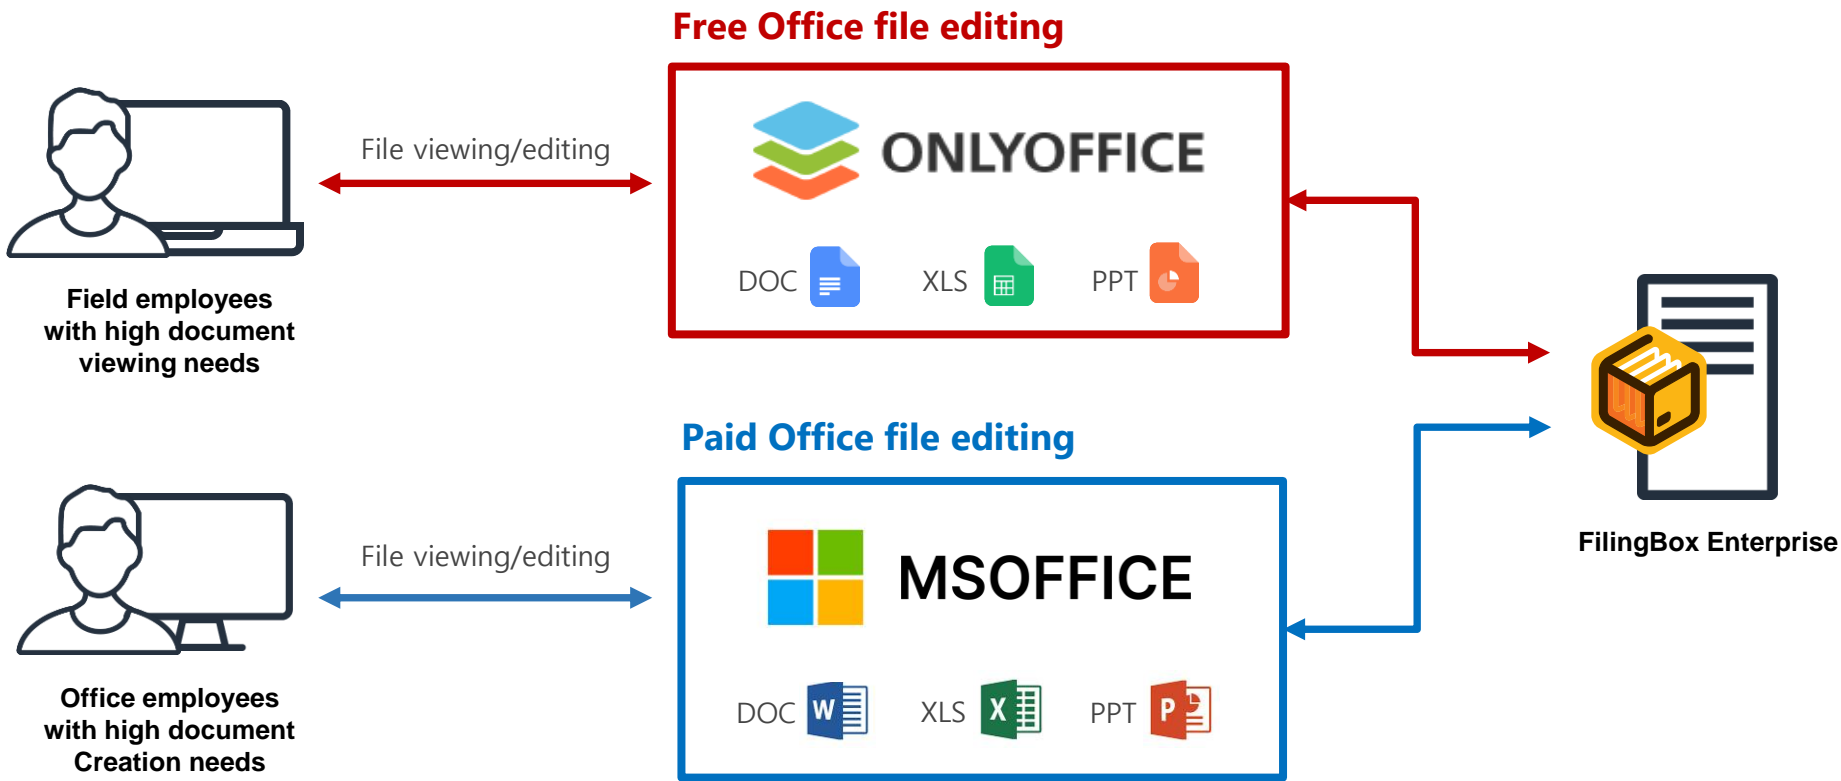 Free Office file editing
File viewing/editing
ONLYOFFICE
DOC XLS PPT
Field employees
with high document
viewing needs
Paid Office file editing
File viewing/editing
MSOFFICE
DOC W XLS X PPT P
Office employees
with high document
Creation needs
FilingBox Enterprise